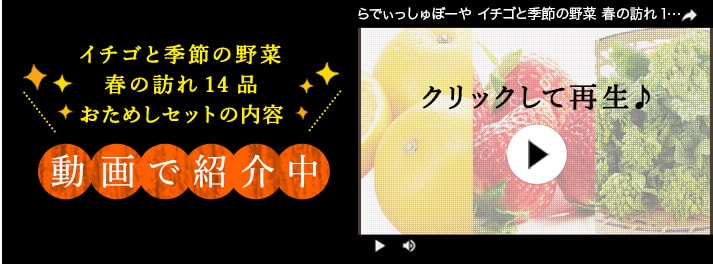 イチゴと季節の野菜
春の訪れ14品
おためしセットの内容
動画で紹介中
らでぃっしゅぼーや イチゴと季節の野菜 春の訪れ 1…
クリックして再生♪